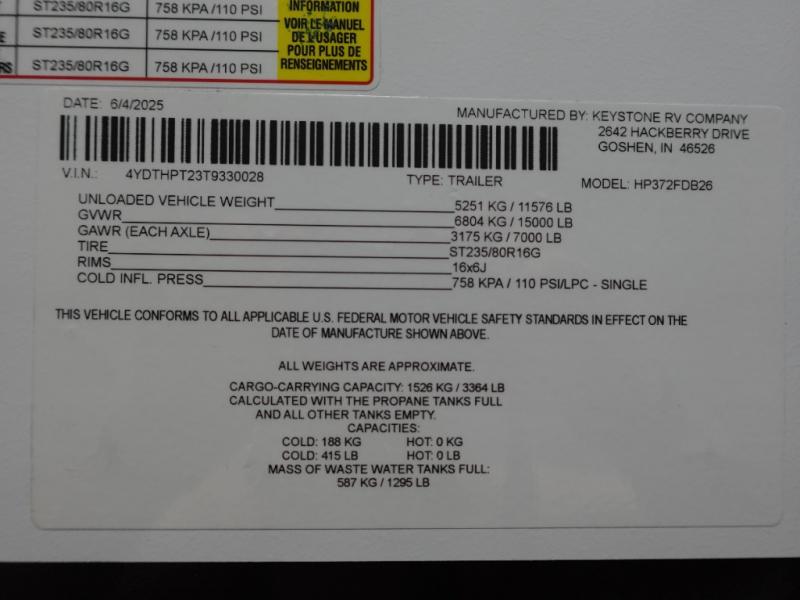 ST235/80R16G 758 KPA /110 PSI INFORMATION
VOIR LE MANUEL
E ST235/80R16G 758 KPA /110 PSI DE L'USAGER
POUR PLUS DE
RS ST235/80R16G 758 KPA /110 PSI RENSEIGNEMENTS
DATE: 6/4/2025
MANUFACTURED BY: KEYSTONE RV COMPANY
2642 HACKBERRY DRIVE
GOSHEN, IN 46526
V.I.N.: 4YDTHPT23T9330028 TYPE: TRAILER MODEL: HP372FDB26
UNLOADED VEHICLE WEIGHT 5251 KG / 11576 LB
GVWR 6804 KG / 15000 LB
GAWR (EACH AXLE) 3175 KG / 7000 LB
TIRE ST235/80R16G
RIMS 16x6J
COLD INFL. PRESS 758 KPA / 110 PSI/LPC - SINGLE
THIS VEHICLE CONFORMS TO ALL APPLICABLE U.S. FEDERAL MOTOR VEHICLE SAFETY STANDARDS IN EFFECT ON THE
DATE OF MANUFACTURE SHOWN ABOVE.
ALL WEIGHTS ARE APPROXIMATE.
CARGO-CARRYING CAPACITY: 1526 KG / 3364 LB
CALCULATED WITH THE PROPANE TANKS FULL
AND ALL OTHER TANKS EMPTY.
CAPACITIES:
COLD: 188 KG HOT: 0 KG
COLD: 415 LB HOT: 0 LB
MASS OF WASTE WATER TANKS FULL:
587 KG / 1295 LB